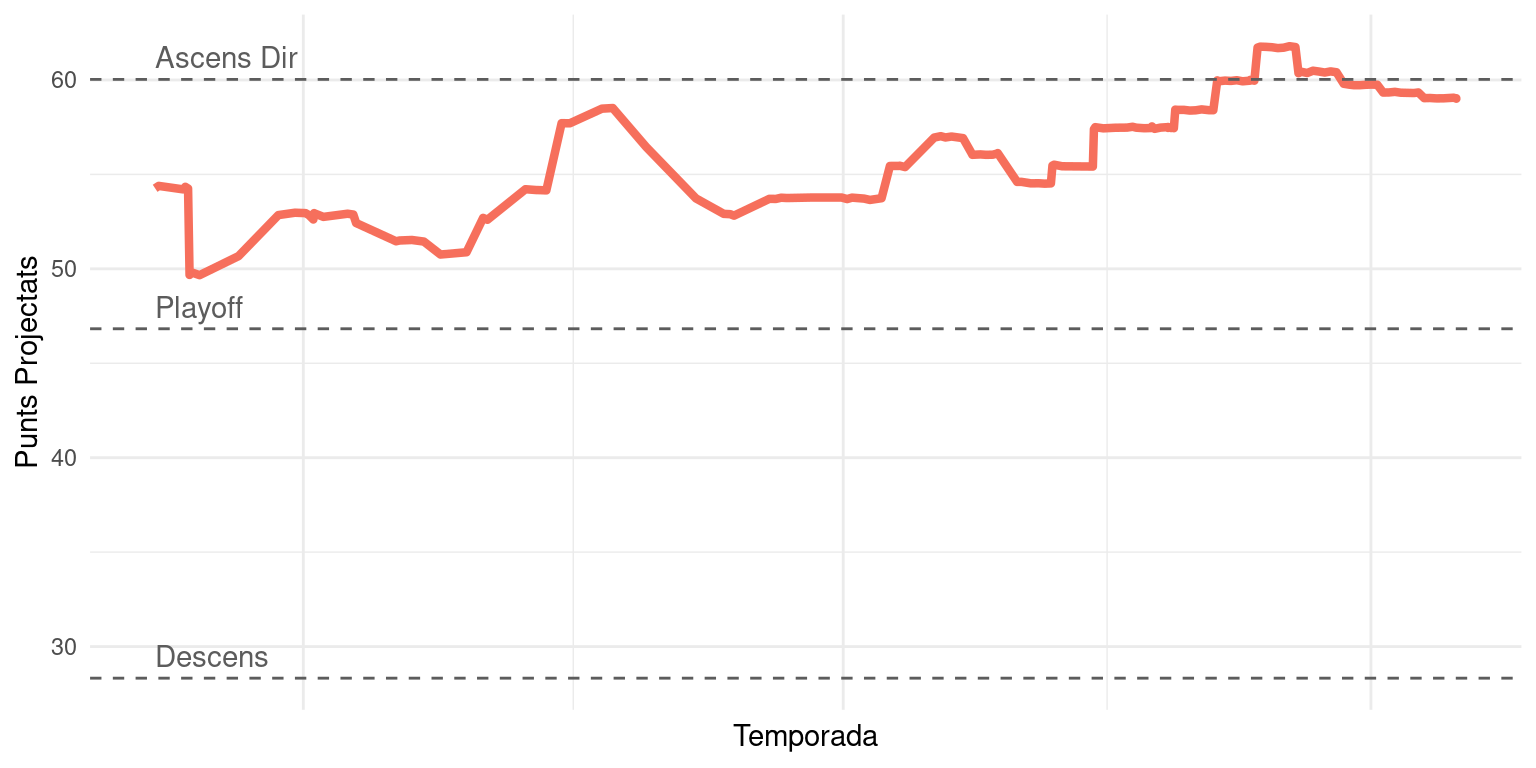 Ascens Dir
60
50
Playoff
40
30
Descens
Punts Projectats
Temporada